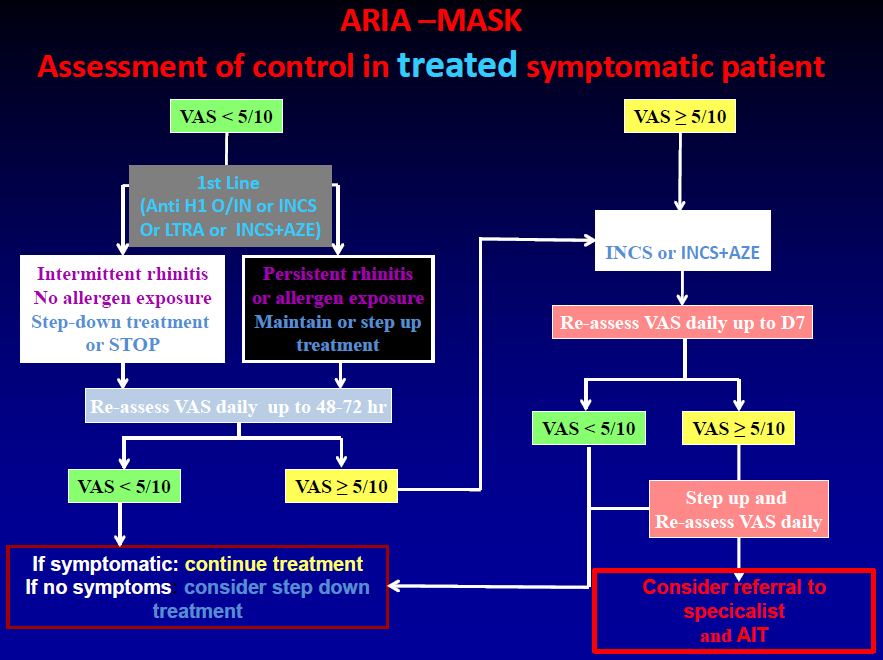 ARIA –MASK
Assessment of control in treated symptomatic patient
VAS < 5/10
1st Line
(Anti H1 O/IN or INCS
Or LTRA or INCS+AZE)
Intermittent rhinitis
No allergen exposure
Step-down treatment
or STOP
Persistent rhinitis
or allergen exposure
Maintain or step up
treatment
Re-assess VAS daily up to 48-72 hr
VAS < 5/10
VAS ≥ 5/10
If symptomatic: continue treatment
If no symptoms: consider step down
treatment
VAS ≥ 5/10
INCS or INCS+AZE
Re-assess VAS daily up to D7
VAS < 5/10
VAS ≥ 5/10
Step up and
Re-assess VAS daily
Consider referral to
specicalist
and AIT